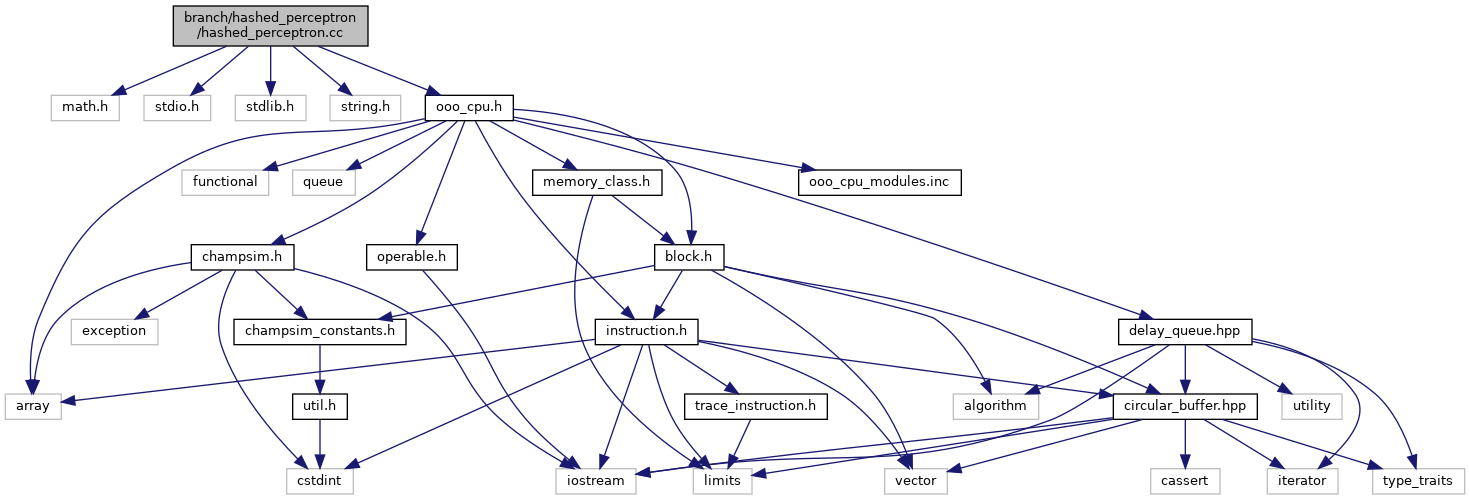 branch/hashed_perceptron
/hashed_perceptron.cc
math.h
stdio.h
stdlib.h
string.h
ooo_cpu.h
functional
queue
memory_class.h
ooo_cpu_modules.inc
champsim.h
operable.h
block.h
exception
champsim_constants.h
instruction.h
delay_queue.hpp
array
util.h
trace_instruction.h
algorithm
circular_buffer.hpp
utility
cstdint
iostream
limits
vector
cassert
iterator
type_traits